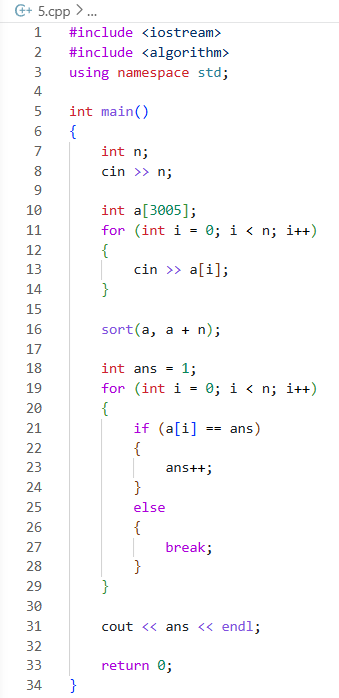 5.cpp > ...
1 #include <iostream>
2 #include <algorithm>
3 using namespace std;
4
5 int main()
6 {
7     int n;
8     cin >> n;
9
10     int a[3005];
11     for (int i = 0; i < n; i++)
12     {
13         cin >> a[i];
14     }
15
16     sort(a, a + n);
17
18     int ans = 1;
19     for (int i = 0; i < n; i++)
20     {
21         if (a[i] == ans)
22         {
23             ans++;
24         }
25         else
26         {
27             break;
28         }
29     }
30
31     cout << ans << endl;
32
33     return 0;
34 }